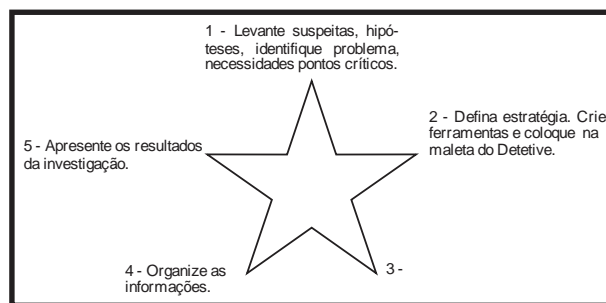 1 - Levante suspeitas, hipó-
teses, identifique problema,
necessidades pontos críticos.
2 - Defina estratégia. Crie
ferramentas e coloque na
maleta do Detetive.
5 - Apresente os resultados
da investigação.
3 -
4 - Organize as
informações.